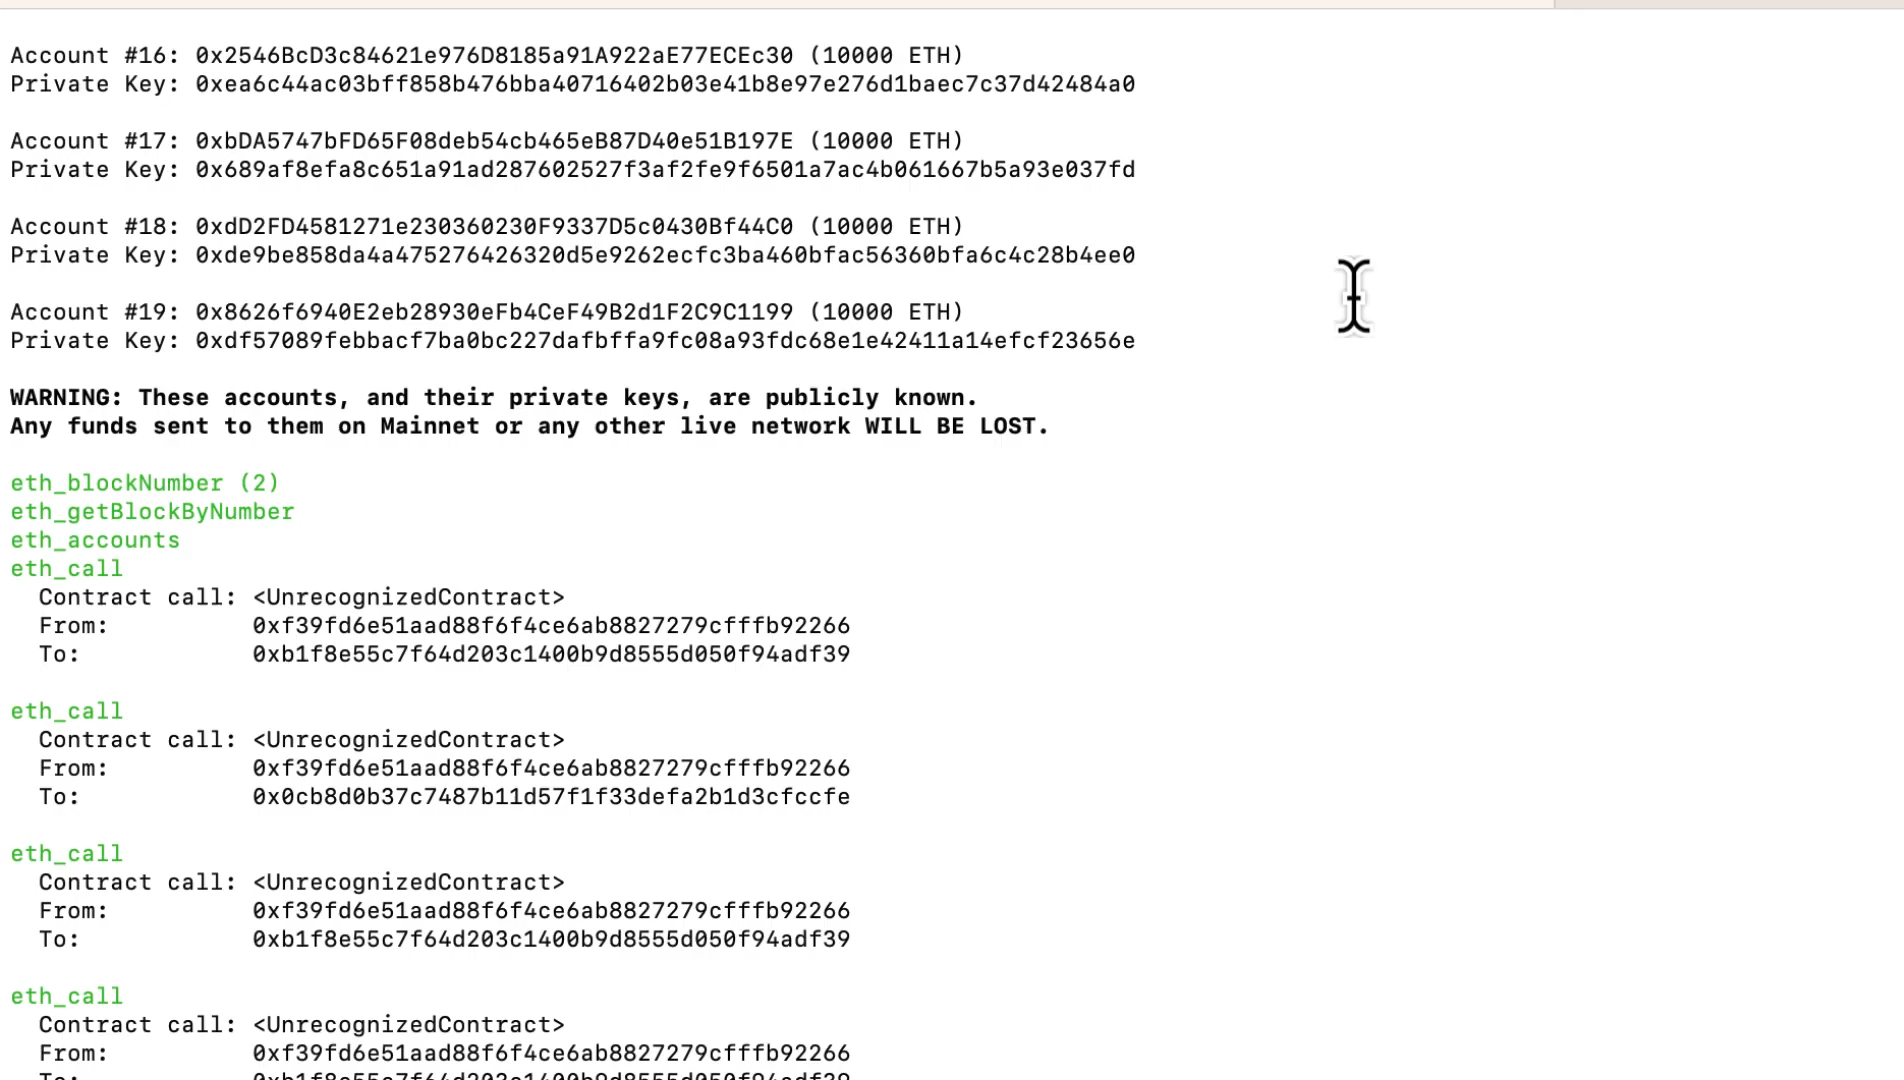 Account #16: 0x2546BcD3c84621e976D8185a91A922aE77ECEc30 (10000 ETH)
Private Key: 0xea6c44ac03bff858b476bba40716402b03e41b8e97e276d1baec7c37d42484a0
Account #17: 0xbDA5747bFD65F08deb54cb465eB87D40e51B197E (10000 ETH)
Private Key: 0x689af8efa8c651a91ad287602527f3af2fe9f6501a7ac4b061667b5a93e037fd
Account #18: 0xdD2FD4581271e230360230F9337D5c0430Bf44C0 (10000 ETH)
Private Key: 0xde9be858da4a475276426320d5e9262ecfc3ba460bfac56360bfa6c4c28b4ee0
Account #19: 0x8626f6940E2eb28930eFb4CeF49B2d1F2C9C1199 (10000 ETH)
Private Key: 0xdf57089febbacf7ba0bc227dafbffa9fc08a93fdc68e1e42411a14efcf23656e
WARNING: These accounts, and their private keys, are publicly known.
Any funds sent to them on Mainnet or any other live network WILL BE LOST.
eth_blockNumber (2)
eth_getBlockByNumber
eth_accounts
eth_call
Contract call: <UnrecognizedContract>
From: 0xf39fd6e51aad88f6f4ce6ab8827279cfffb92266
To: 0xb1f8e55c7f64d203c1400b9d8555d050f94adf39
eth_call
Contract call: <UnrecognizedContract>
From: 0xf39fd6e51aad88f6f4ce6ab8827279cfffb92266
To: 0x0cb8d0b37c7487b11d57f1f33defa2b1d3cfccfe
eth_call
Contract call: <UnrecognizedContract>
From: 0xf39fd6e51aad88f6f4ce6ab8827279cfffb92266
To: 0xb1f8e55c7f64d203c1400b9d8555d050f94adf39
eth_call
Contract call: <UnrecognizedContract>
From: 0xf39fd6e51aad88f6f4ce6ab8827279cfffb92266
To: 0xb1f8e55c7f64d203c1400b9d8555d050f94adf39